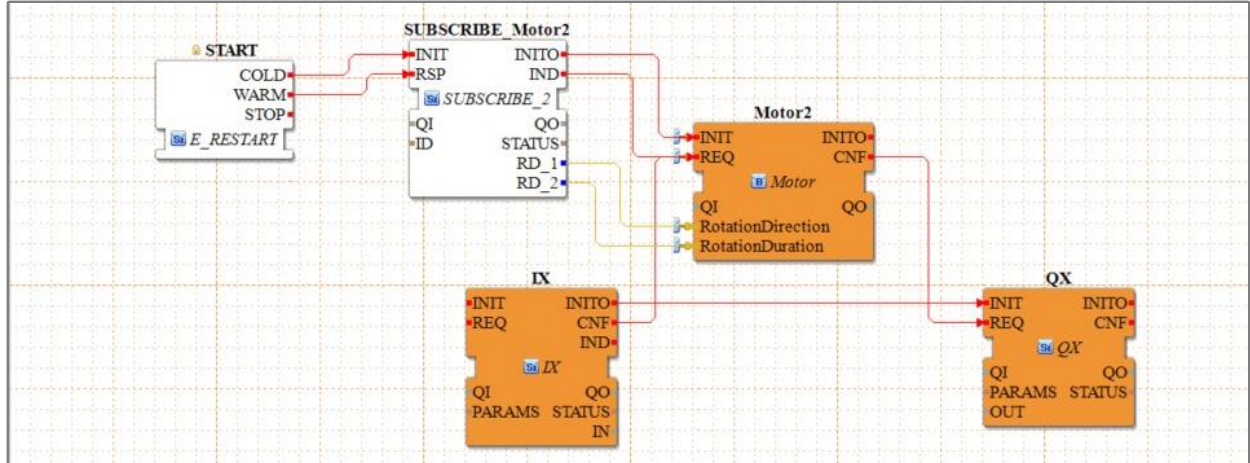 START
COLD
WARM
STOP
E_RESTART
SUBSCRIBE_Motor2
INIT INITO
RSP IND
SUBSCRIBE_2
QI QO
ID STATUS
RD_1
RD_2
Motor2
INIT INITO
REQ CNF
Motor
QI QO
RotationDirection
RotationDuration
IX
INIT INITO
REQ CNF
IND
IX
QI QO
PARAMS STATUS
IN
QX
INIT INITO
REQ CNF
QX
QI QO
PARAMS STATUS
OUT